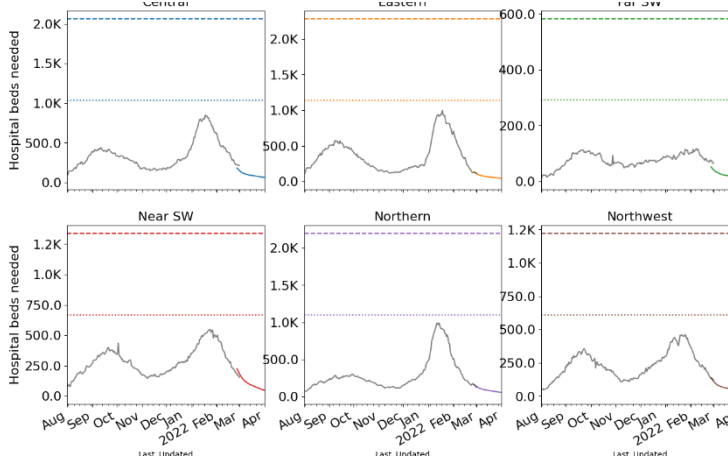 Central
Eastern
Far SW
Hospital beds needed
2.0K
1.5K
1.0K
500.0
0.0
2.0K
1.5K
1.0K
500.0
0.0
600.0
400.0
200.0
0.0
Near SW
Northern
Northwest
Hospital beds needed
1.2K
1.0K
750.0
500.0
250.0
0.0
2.0K
1.5K
1.0K
500.0
0.0
1.2K
1.0K
750.0
500.0
250.0
0.0
Aug Sep Oct Nov Dec Jan 2022 Feb Mar Apr
Aug Sep Oct Nov Dec Jan 2022 Feb Mar Apr
Aug Sep Oct Nov Dec Jan 2022 Feb Mar Apr
Last Updated
Last Updated
Last Updated